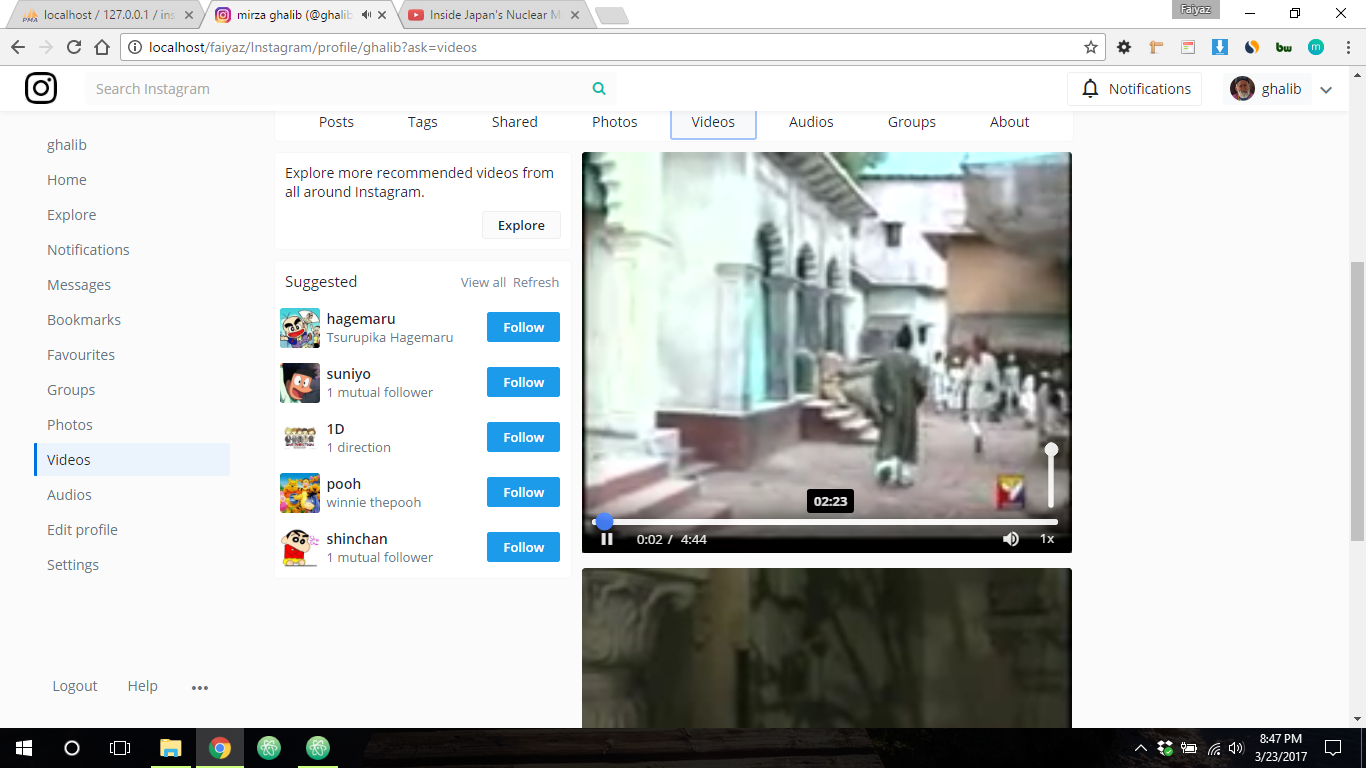 Faiyaz
localhost / 127.0.0.1 / ins
mirza ghalib (@ghalib
Inside Japan's Nuclear M
localhost/faiyaz/Instagram/profile/ghalib?ask=videos
Search Instagram
Notifications
ghalib
Posts Tags Shared Photos Videos Audios Groups About
ghalib
Home
Explore
Notifications
Messages
Bookmarks
Favourites
Groups
Photos
Videos
Audios
Edit profile
Settings
Logout Help
Explore more recommended videos from
all around Instagram.
Explore
Suggested View all Refresh
hagemaru
Tsurupika Hagemaru
Follow
suniyo
1 mutual follower
Follow
1D
1 direction
Follow
pooh
winnie thepooh
Follow
shinchan
1 mutual follower
Follow
02:23
0:02 / 4:44 1x
8:47 PM
3/23/2017